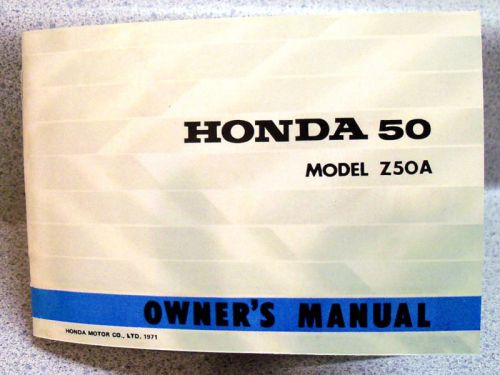 HONDA 50
MODEL Z50A
OWNER'S MANUAL
HONDA MOTOR CO., LTD. 1971